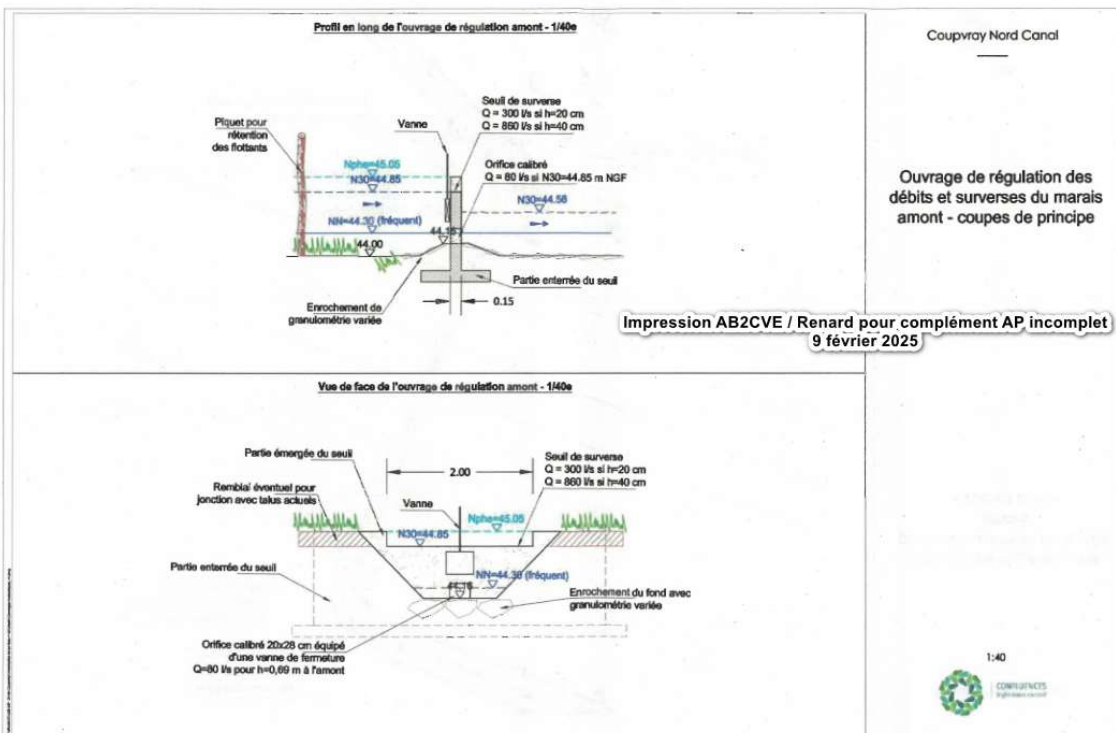 Profil en long de l'ouvrage de régulation amont - 1/40e
Piquet pour
rétention
des flottants
Vanne
Seuil de surverse
Q = 300 l/s si h=20 cm
Q = 860 l/s si h=40 cm
Orifice calibré
Q = 80 l/s si N30=44.85 m NGF
Nphe=45.05
N30=44.85
NN=44.30 (fréquent)
44.00
N30=44.58
Partie enterrée du seuil
Enrochement de
granulométrie variée
0.15
Coupvray Nord Canal
Ouvrage de régulation des
débits et surverses du marais
amont - coupes de principe
Impression AB2CVE / Renard pour complément AP incomplet
9 février 2025
Vue de face de l'ouvrage de régulation amont - 1/40e
Partie émergée du seuil
2.00
Seuil de surverse
Q = 300 l/s si h=20 cm
Q = 860 l/s si h=40 cm
Remblai éventuel pour
jonction avec talus actuels
Vanne
Nphe=45.05
N30=44.85
Partie enterrée du seuil
NN=44.30 (fréquent)
44.16
Enrochement du fond avec
granulométrie variée
Orifice calibré 20x28 cm équipé
d'une vanne de fermeture
Q=80 l/s pour h=0,69 m à l'amont
1:40
CONFLUENCES